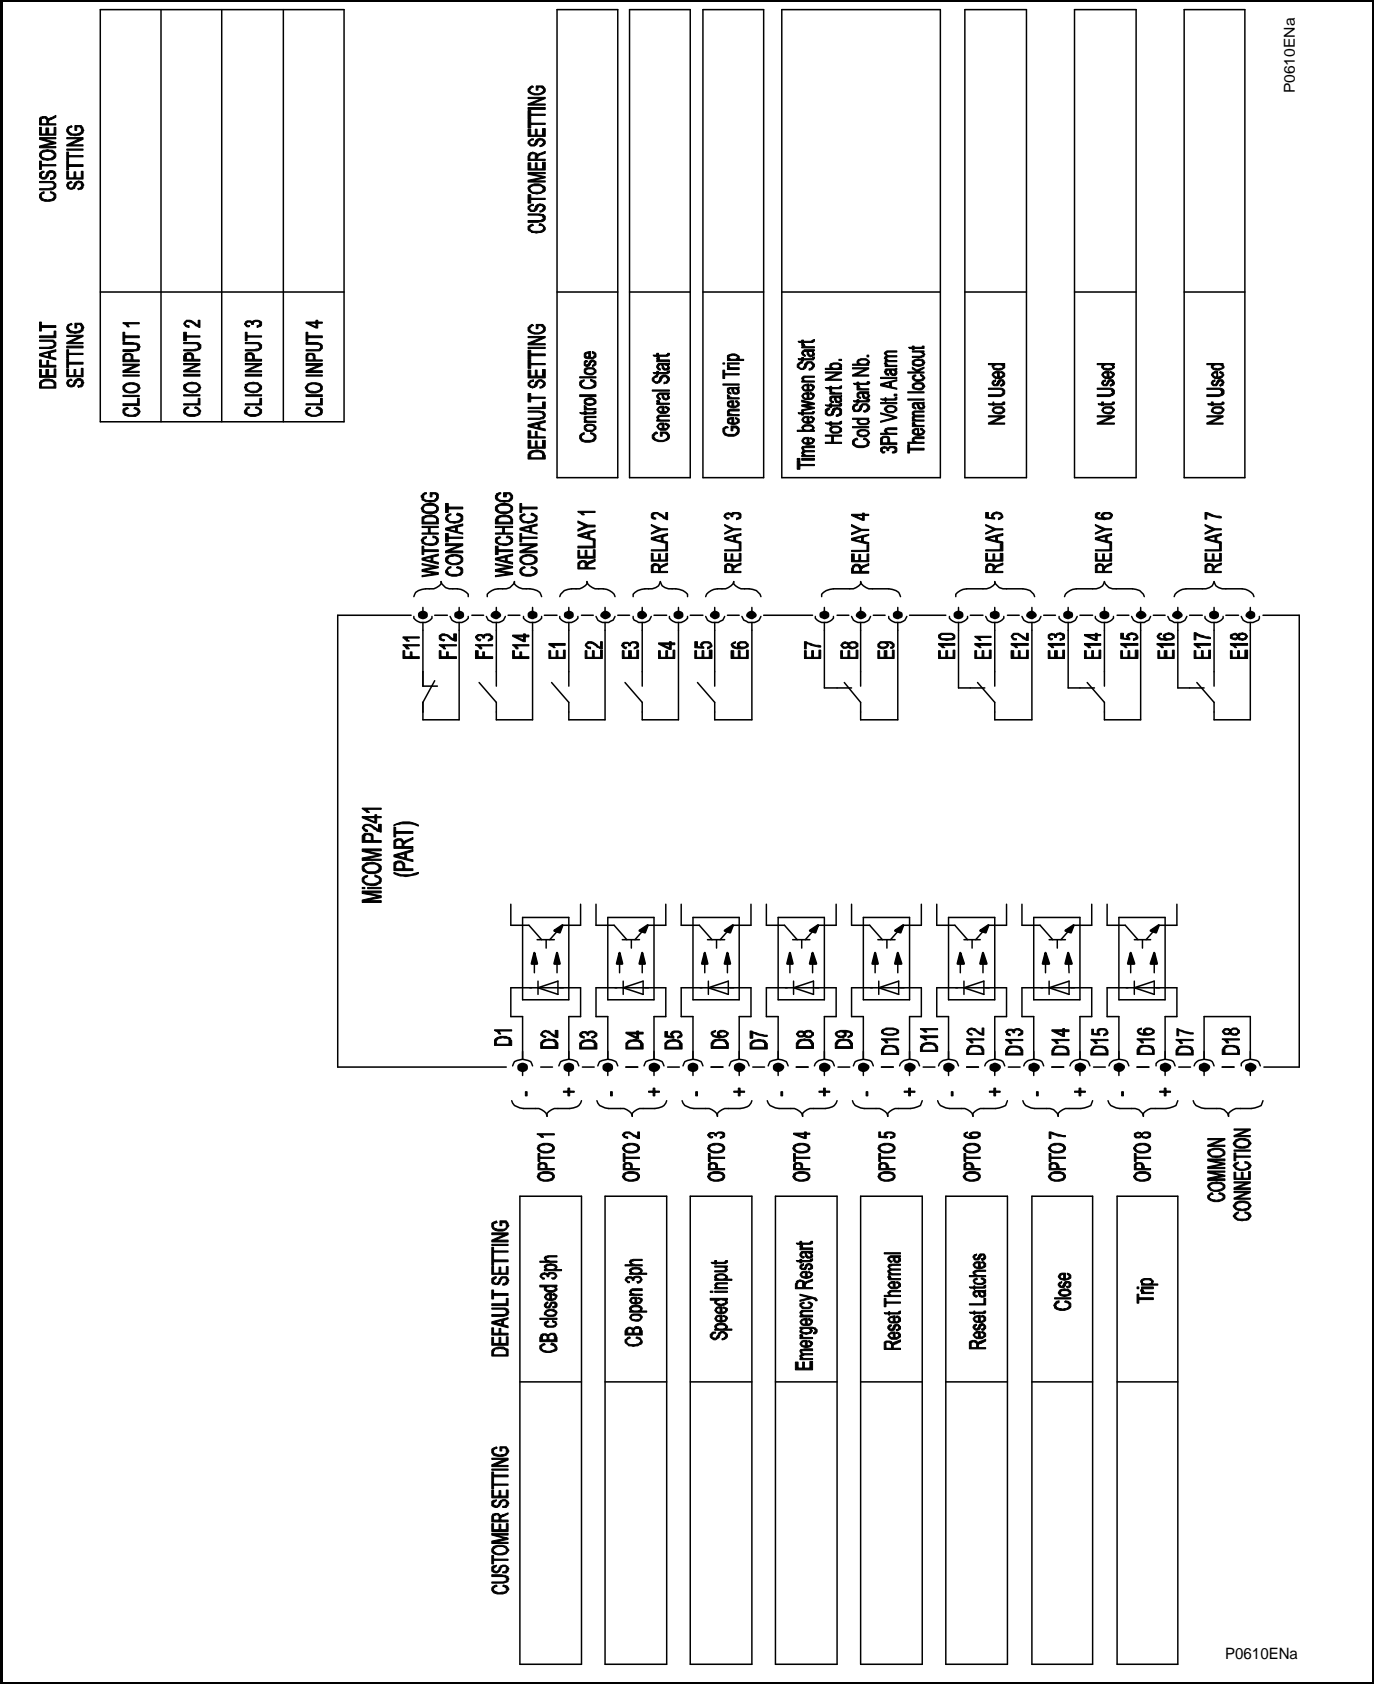 CUSTOMER SETTING
DEFAULT SETTING
CB closed 3ph
OPTO 1
-
+
D1
D2
CB open 3ph
OPTO 2
-
+
D3
D4
Speed input
OPTO 3
-
+
D5
D6
Emergency Restart
OPTO 4
-
+
D7
D8
Reset Thermal
OPTO 5
-
+
D9
D10
Reset Latches
OPTO 6
-
+
D11
D12
Close
OPTO 7
-
+
D13
D14
Trip
OPTO 8
-
+
D15
D16
COMMON
CONNECTION
D17
D18
MiCOM P241
(PART)
F11
F12
WATCHDOG
CONTACT
F13
F14
WATCHDOG
CONTACT
E1
E2
RELAY 1
E3
E4
RELAY 2
E5
E6
RELAY 3
E7
E8
E9
RELAY 4
E10
E11
E12
RELAY 5
E13
E14
E15
RELAY 6
E16
E17
E18
RELAY 7
DEFAULT
SETTING
CUSTOMER
SETTING
CLIO INPUT 1
CLIO INPUT 2
CLIO INPUT 3
CLIO INPUT 4
DEFAULT SETTING
CUSTOMER SETTING
Control Close
General Start
General Trip
Time between Start
Hot Start Nb.
Cold Start Nb.
3Ph Volt. Alarm
Thermal lockout
Not Used
Not Used
Not Used
P0610ENa
P0610ENa